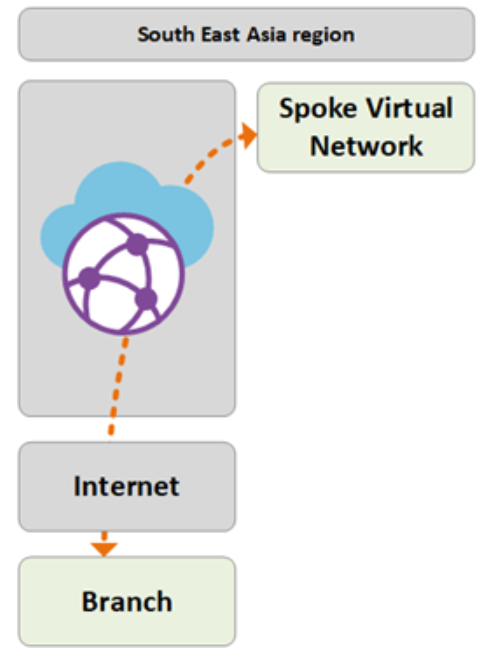 South East Asia region
Spoke Virtual
Network
Internet
Branch